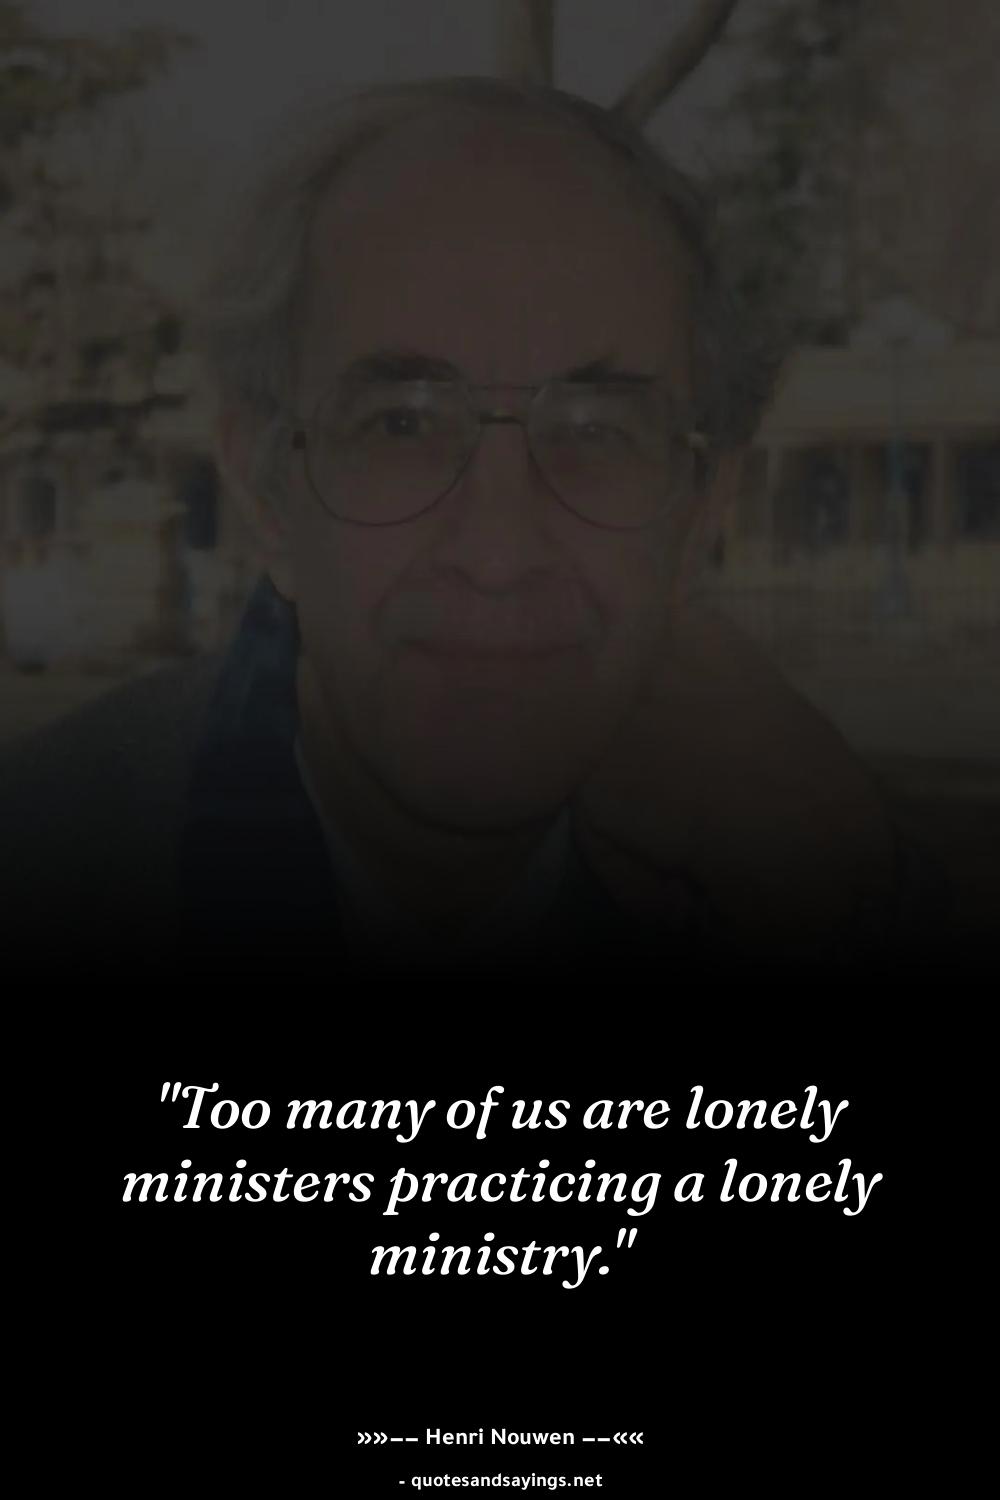 "Too many of us are lonely
ministers practicing a lonely
ministry."
»»–– Henri Nouwen ––««
- quotesandsayings.net